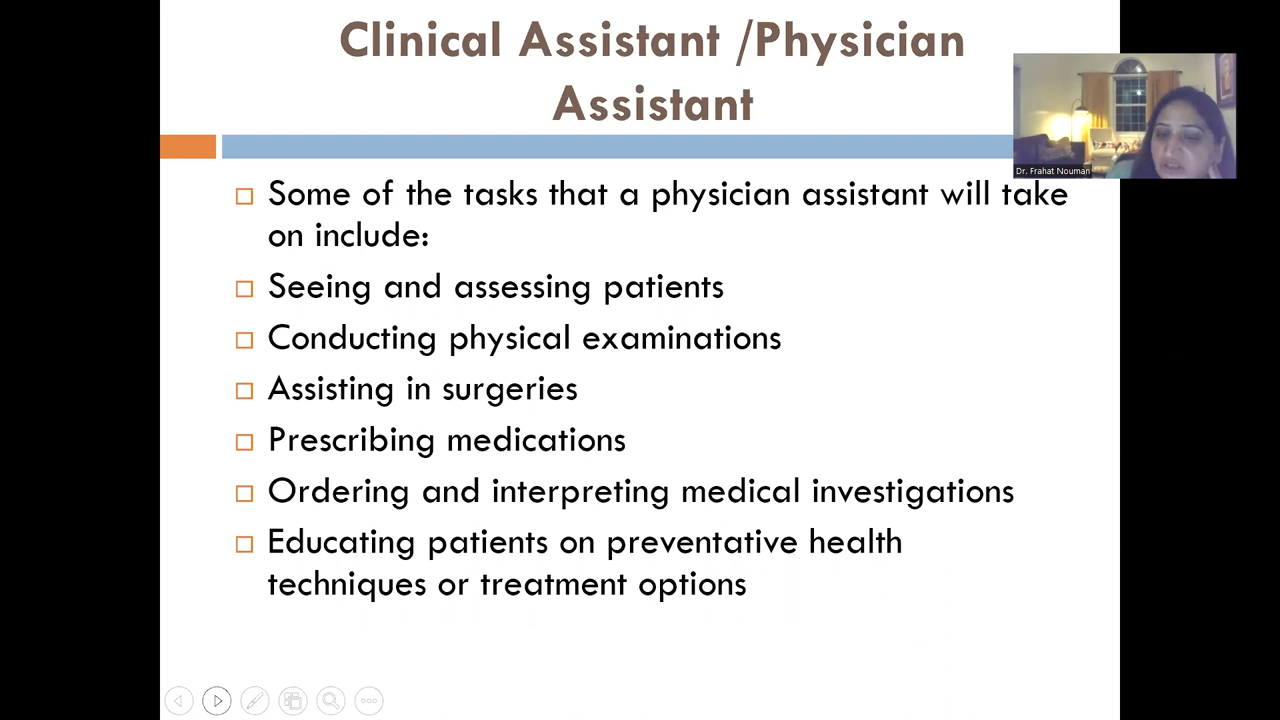 Clinical Assistant /Physician
Assistant
Dr. Frahat Nouman
Some of the tasks that a physician assistant will take
on include:
Seeing and assessing patients
Conducting physical examinations
Assisting in surgeries
Prescribing medications
Ordering and interpreting medical investigations
Educating patients on preventative health
techniques or treatment options